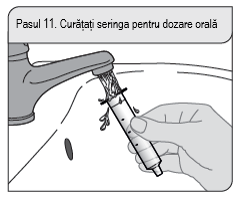 Pasul 11. Curățați seringa pentru dozare orală